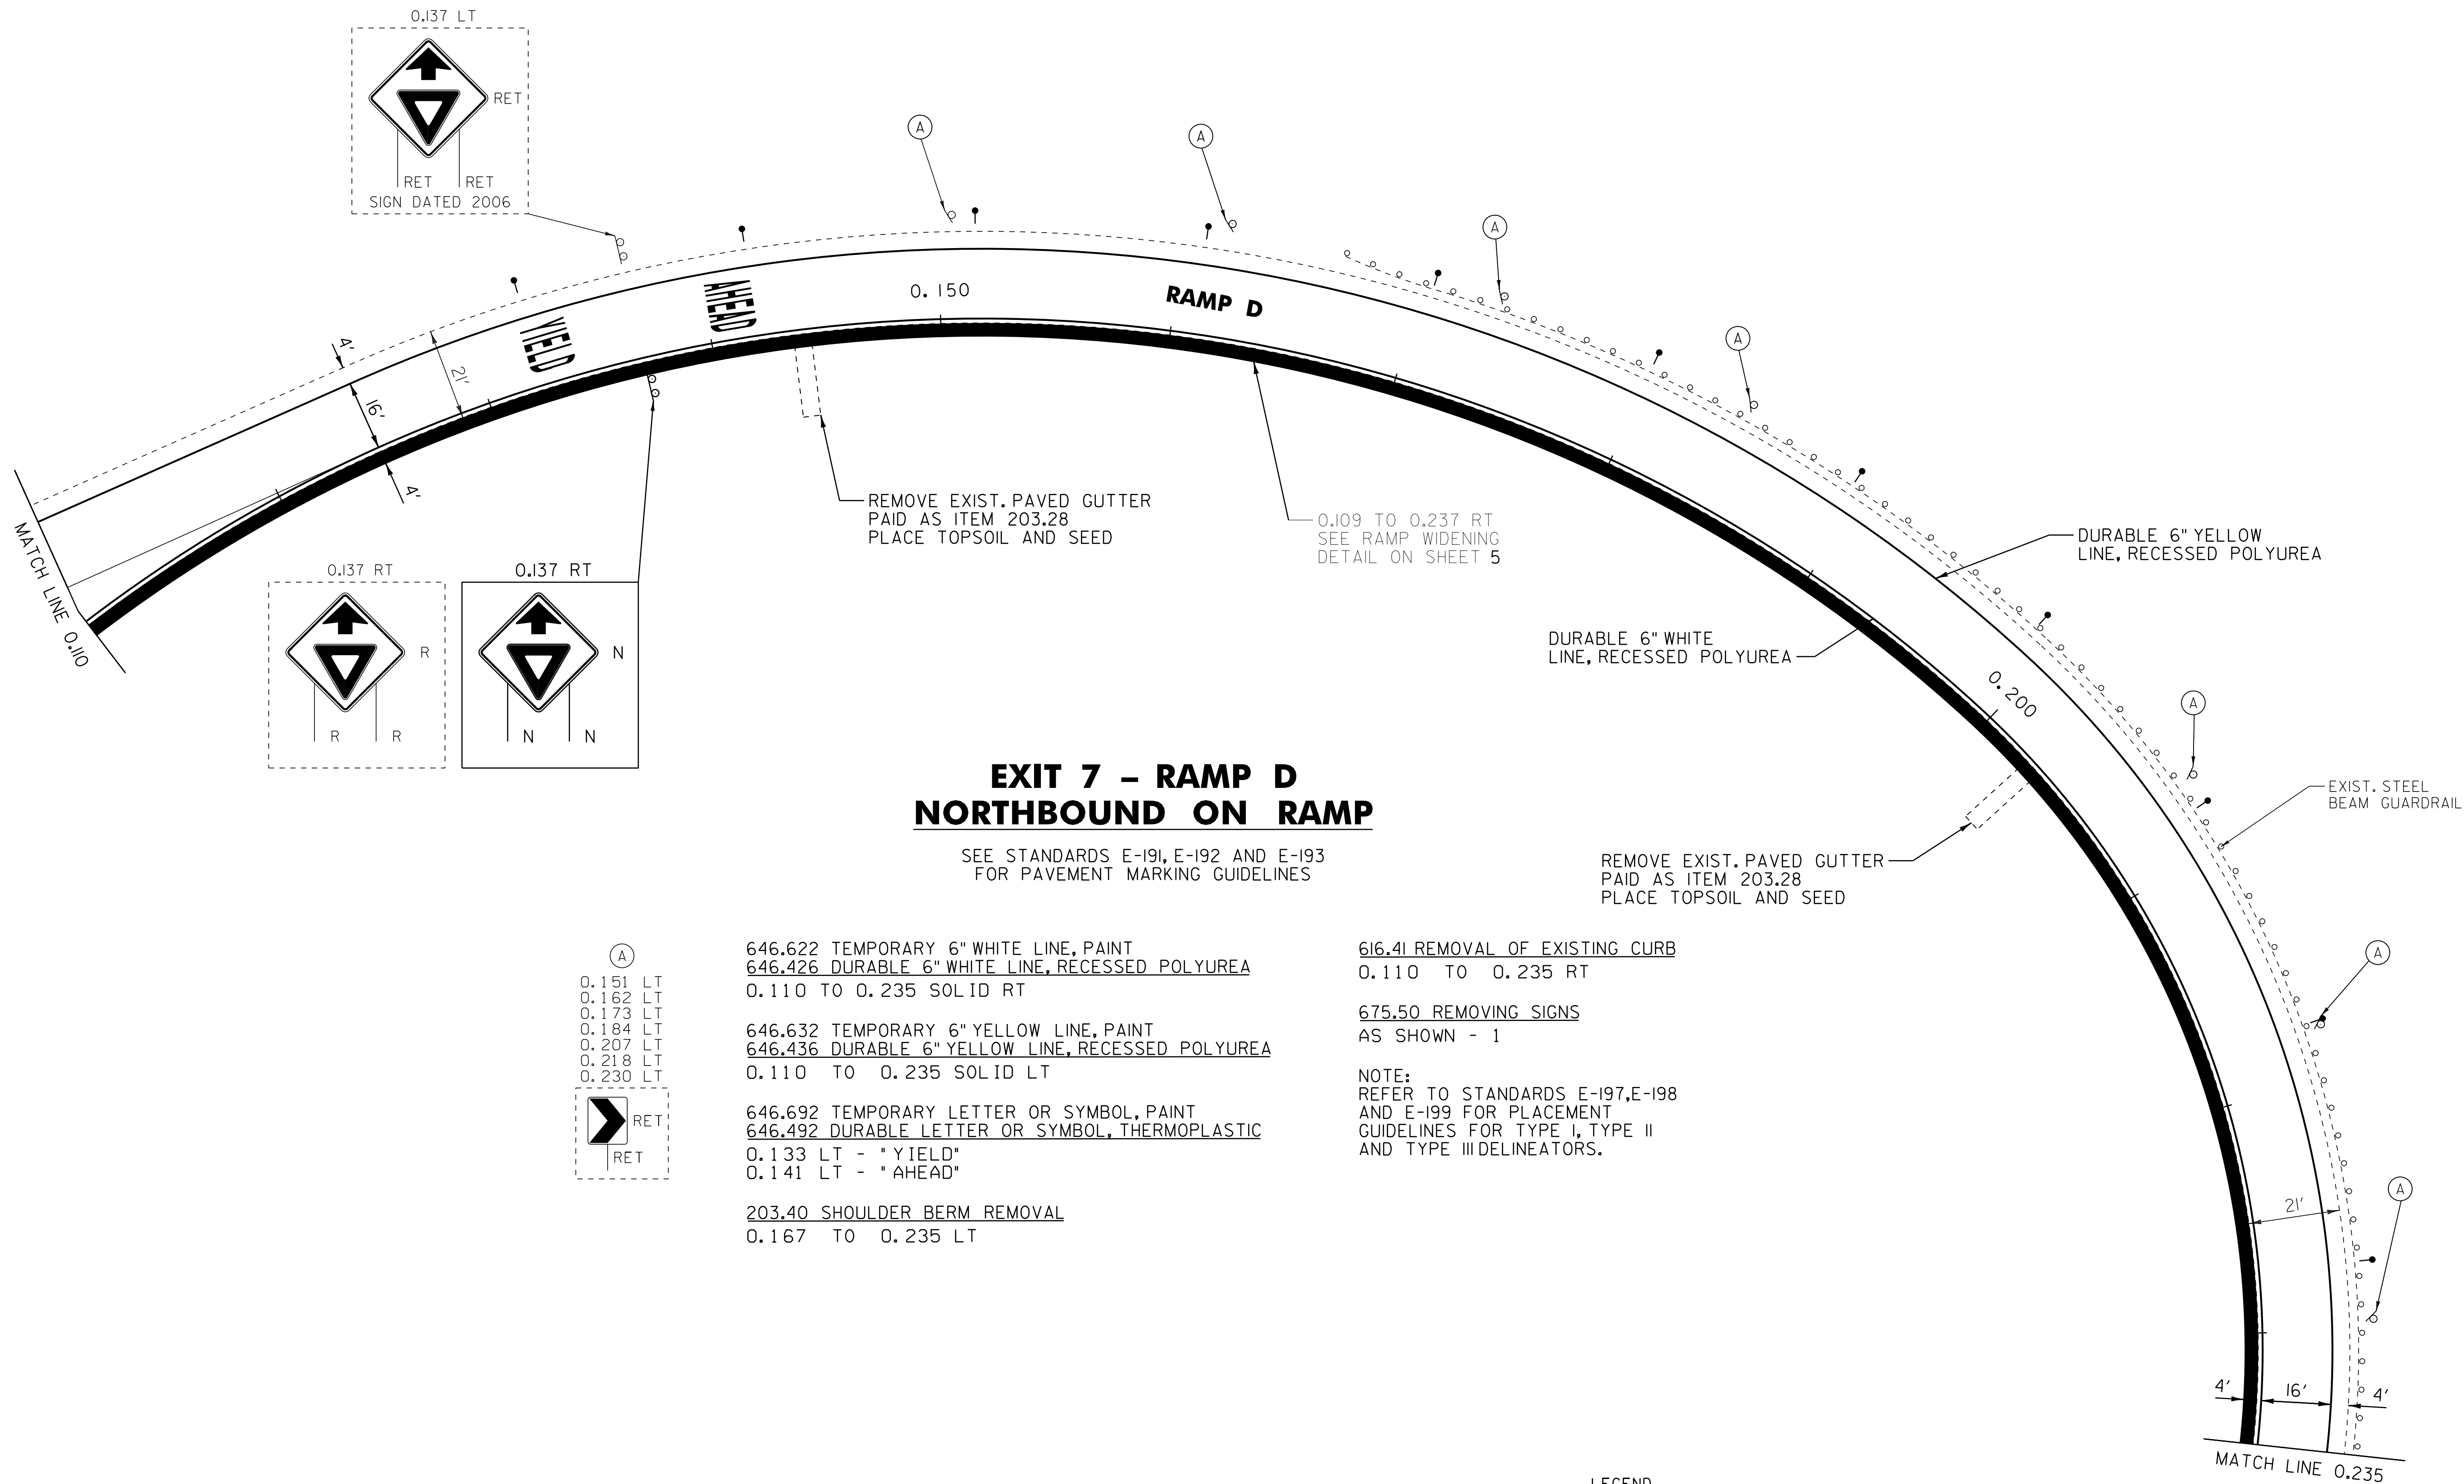 0.137 LT
RET
RET RET
SIGN DATED 2006
A
A
A
A
A
A
A
4'
21'
16'
4'
YIELD
AHEAD
0.150
RAMP D
0.200
MATCH LINE 0.110
REMOVE EXIST. PAVED GUTTER
PAID AS ITEM 203.28
PLACE TOPSOIL AND SEED
0.109 TO 0.237 RT
SEE RAMP WIDENING
DETAIL ON SHEET 5
DURABLE 6" YELLOW
LINE, RECESSED POLYUREA
DURABLE 6" WHITE
LINE, RECESSED POLYUREA
0.137 RT
R
R R
0.137 RT
N
N N
EXIST. STEEL
BEAM GUARDRAIL
EXIT 7 – RAMP D
NORTHBOUND ON RAMP
SEE STANDARDS E-191, E-192 AND E-193
FOR PAVEMENT MARKING GUIDELINES
REMOVE EXIST. PAVED GUTTER
PAID AS ITEM 203.28
PLACE TOPSOIL AND SEED
A
0.151 LT
0.162 LT
0.173 LT
0.184 LT
0.207 LT
0.218 LT
0.230 LT
RET
RET
646.622 TEMPORARY 6" WHITE LINE, PAINT
646.426 DURABLE 6" WHITE LINE, RECESSED POLYUREA
0.110 TO 0.235 SOLID RT
646.632 TEMPORARY 6" YELLOW LINE, PAINT
646.436 DURABLE 6" YELLOW LINE, RECESSED POLYUREA
0.110 TO 0.235 SOLID LT
646.692 TEMPORARY LETTER OR SYMBOL, PAINT
646.492 DURABLE LETTER OR SYMBOL, THERMOPLASTIC
0.133 LT - "YIELD"
0.141 LT - "AHEAD"
203.40 SHOULDER BERM REMOVAL
0.167 TO 0.235 LT
616.41 REMOVAL OF EXISTING CURB
0.110 TO 0.235 RT
675.50 REMOVING SIGNS
AS SHOWN - 1
NOTE:
REFER TO STANDARDS E-197, E-198
AND E-199 FOR PLACEMENT
GUIDELINES FOR TYPE I, TYPE II
AND TYPE III DELINEATORS.
21'
4' 16' 4'
MATCH LINE 0.235
LEGEND